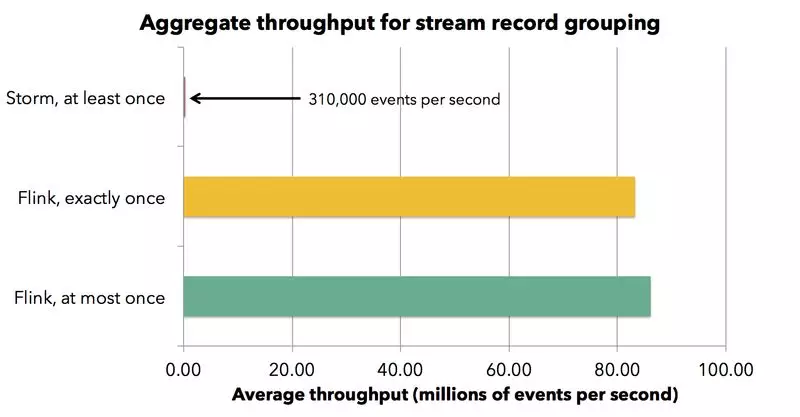 Aggregate throughput for stream record grouping
Storm, at least once
310,000 events per second
Flink, exactly once
Flink, at most once
0.00 20.00 40.00 60.00 80.00 100.00
Average throughput (millions of events per second)